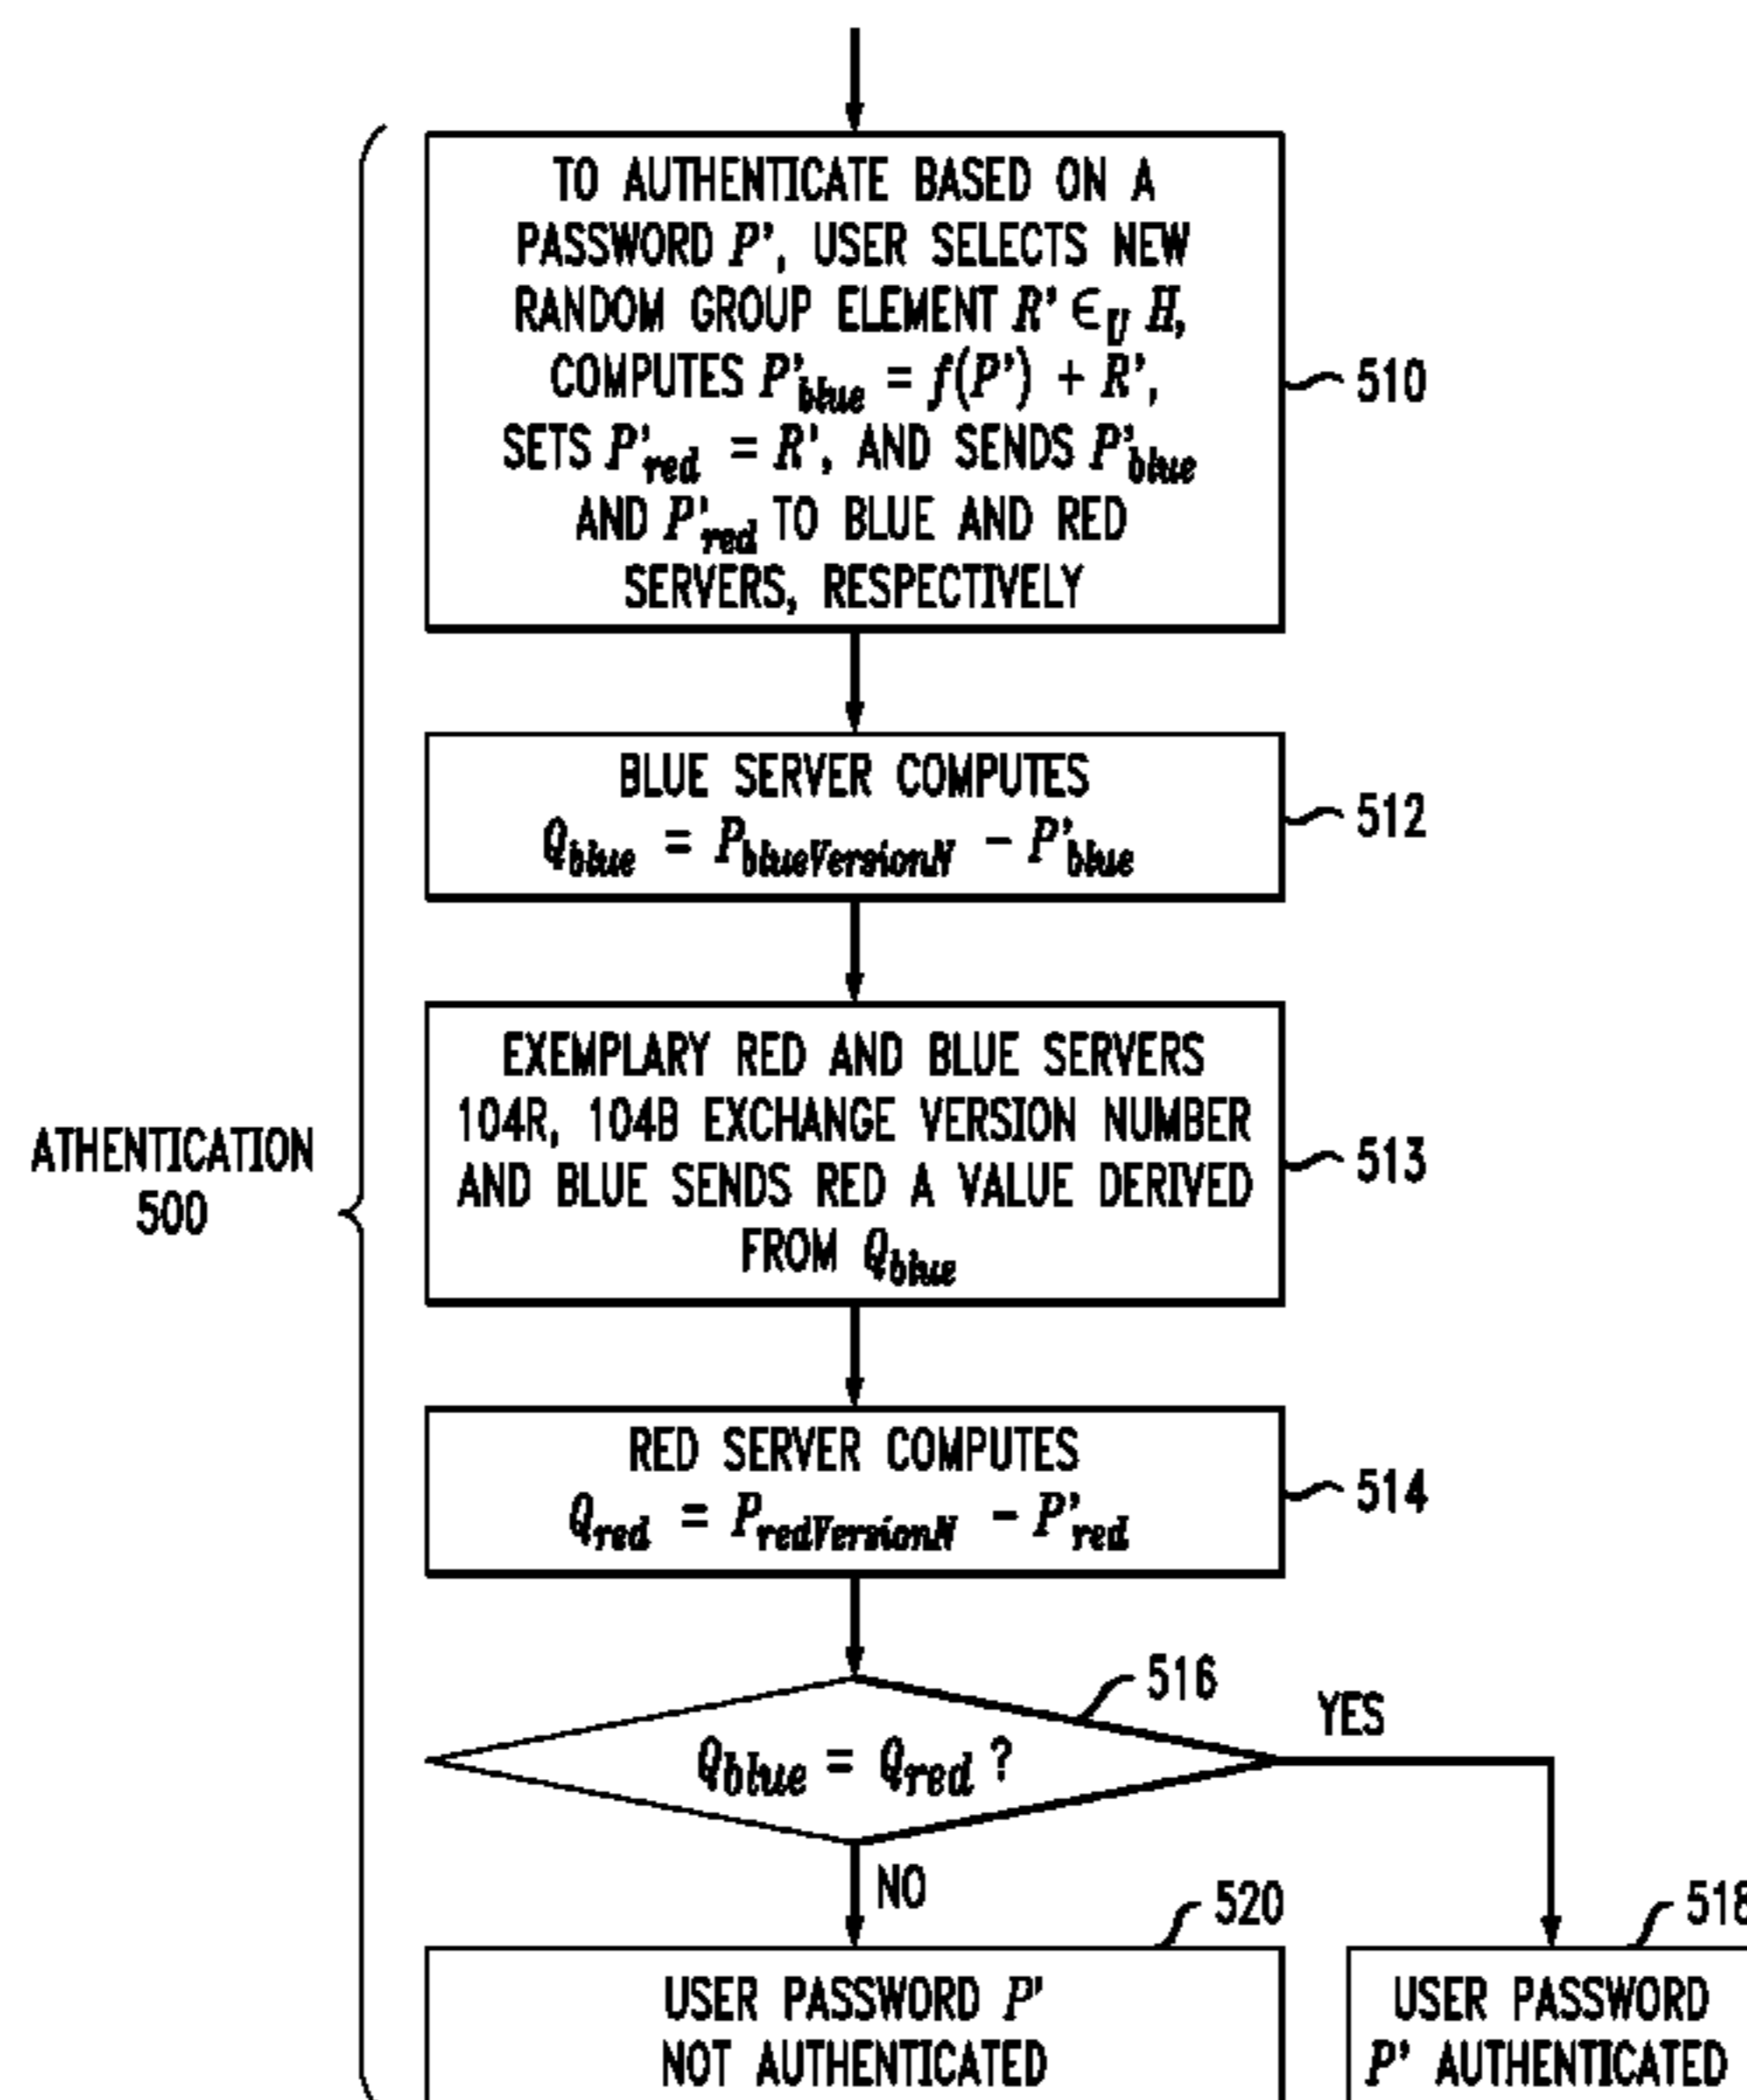 TO AUTHENTICATE BASED ON A
PASSWORD P', USER SELECTS NEW
RANDOM GROUP ELEMENT R' ∈U H,
COMPUTES P'blue = f(P') + R',
SETS P'red = R', AND SENDS P'blue
AND P'red TO BLUE AND RED
SERVERS, RESPECTIVELY
510
BLUE SERVER COMPUTES
Qblue = PblueVersionN - P'blue
512
EXEMPLARY RED AND BLUE SERVERS
104R, 104B EXCHANGE VERSION NUMBER
AND BLUE SENDS RED A VALUE DERIVED
FROM Qblue
513
ATHENTICATION
500
RED SERVER COMPUTES
Qred = PredVersionN - P'red
514
516
Qblue = Qred ?
YES
NO
520
518
USER PASSWORD P'
NOT AUTHENTICATED
USER PASSWORD
P' AUTHENTICATED